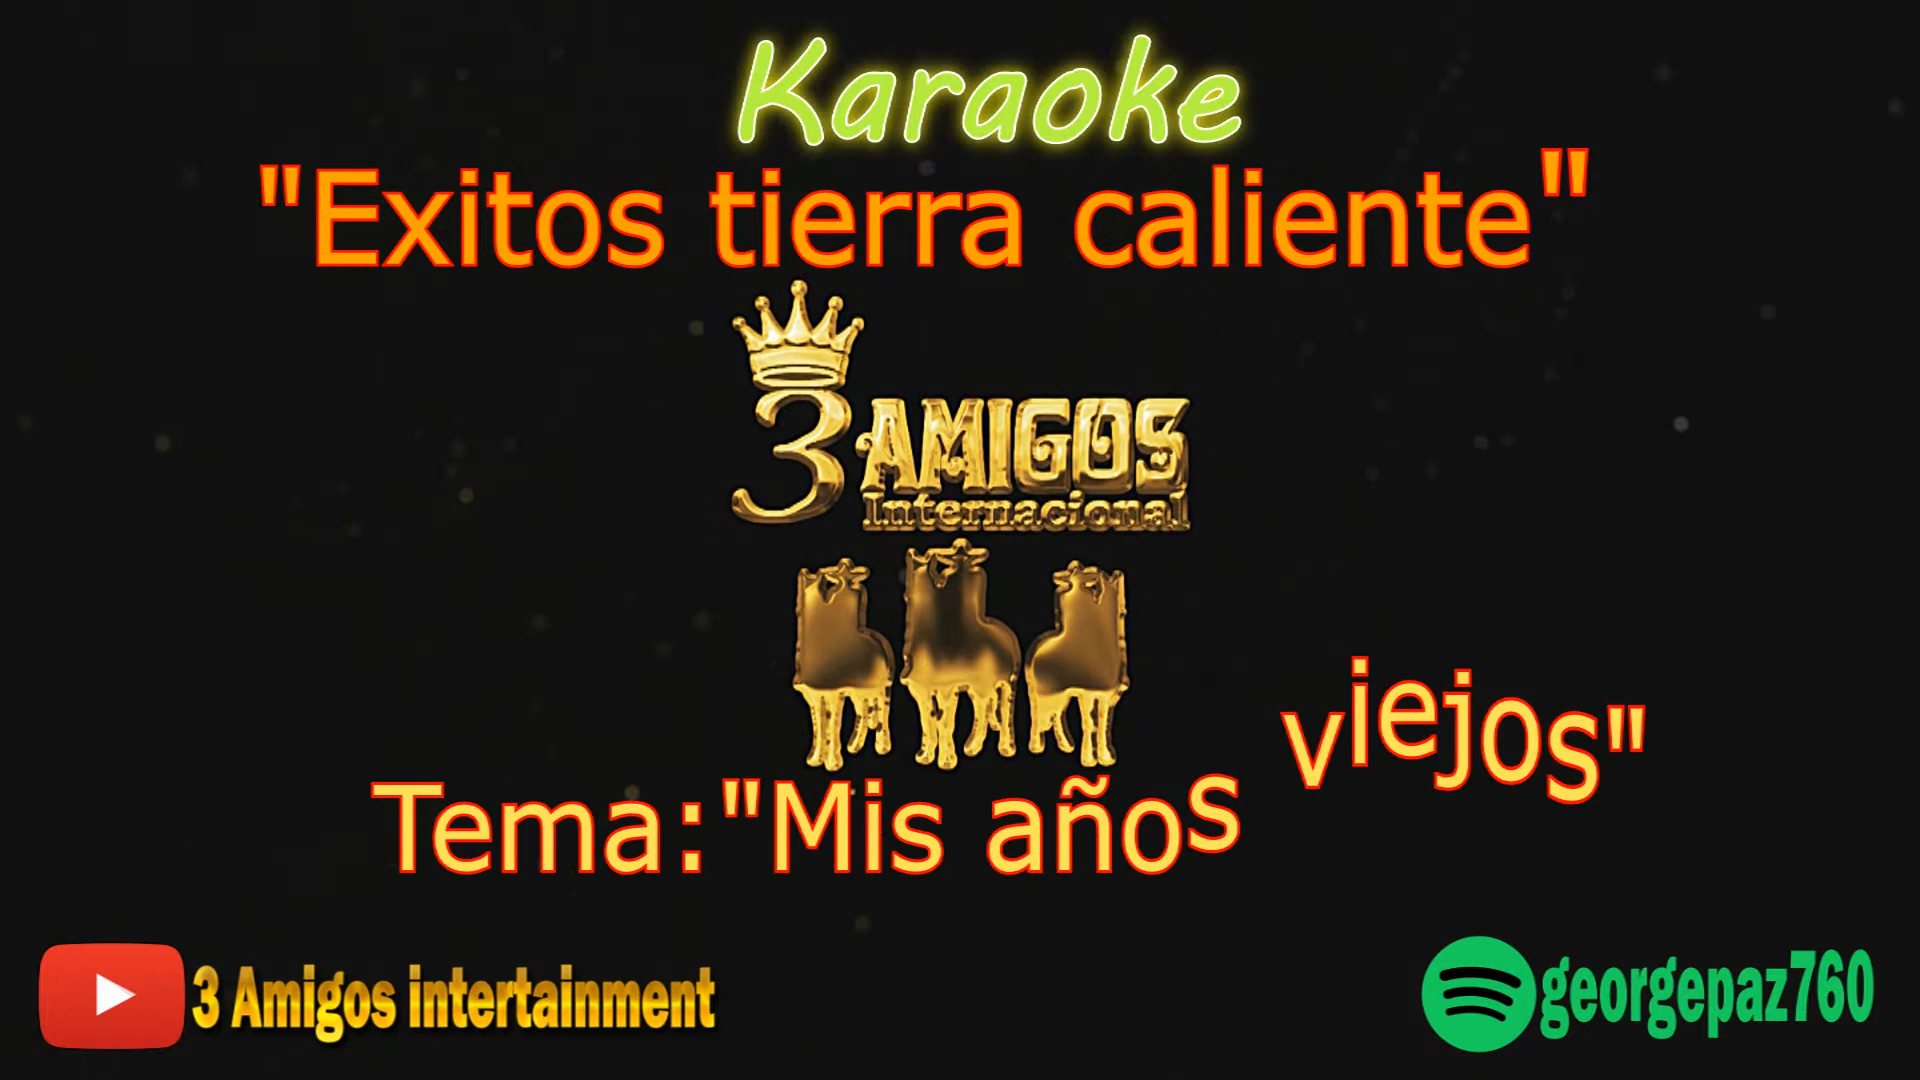 Karaoke
"Exitos tierra caliente"
3 AMIGOS
Internacional
Tema:"Mis años viejos"
3 Amigos intertainment
georgepaz760